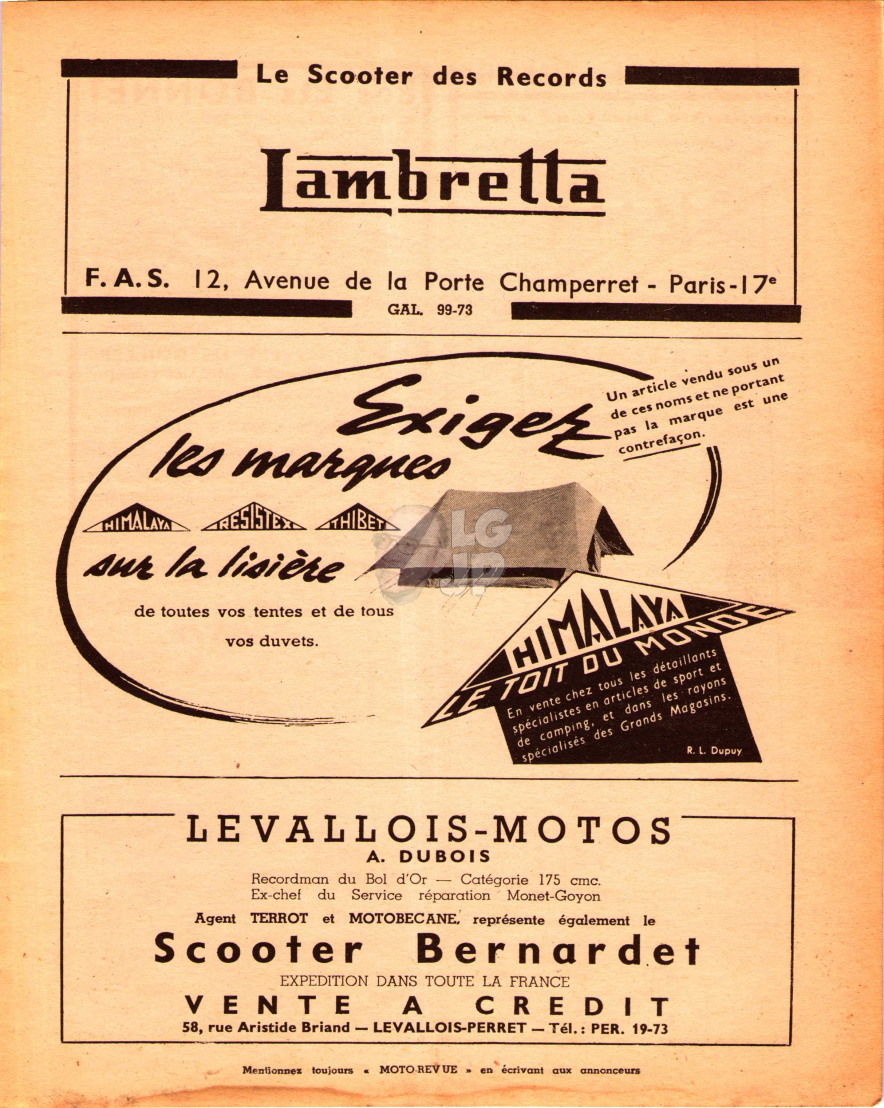 Le Scooter des Records
Lambretta
F. A. S. 12, Avenue de la Porte Champerret - Paris-17e
GAL. 99-73
Exigez
les marques
Un article vendu sous un
de ces noms et ne portant
pas la marque est une
contrefaçon.
HIMALAYA RESISTEX THIBET
sur la lisière
de toutes vos tentes et de tous
vos duvets.
LG
JP
HIMALAYA
LE TOIT DU MONDE
En vente chez tous les détaillants
spécialistes en articles de sport et
de camping, et dans les rayons
spécialisés des Grands Magasins.
R. L. Dupuy
LEVALLOIS-MOTOS
A. DUBOIS
Recordman du Bol d'Or — Catégorie 175 cmc.
Ex-chef du Service réparation Monet-Goyon
Agent TERROT et MOTOBECANE, représente également le
Scooter Bernardet
EXPEDITION DANS TOUTE LA FRANCE
VENTE A CREDIT
58, rue Aristide Briand — LEVALLOIS-PERRET — Tél. : PER. 19-73
Mentionnez toujours « MOTO-REVUE » en écrivant aux annonceurs